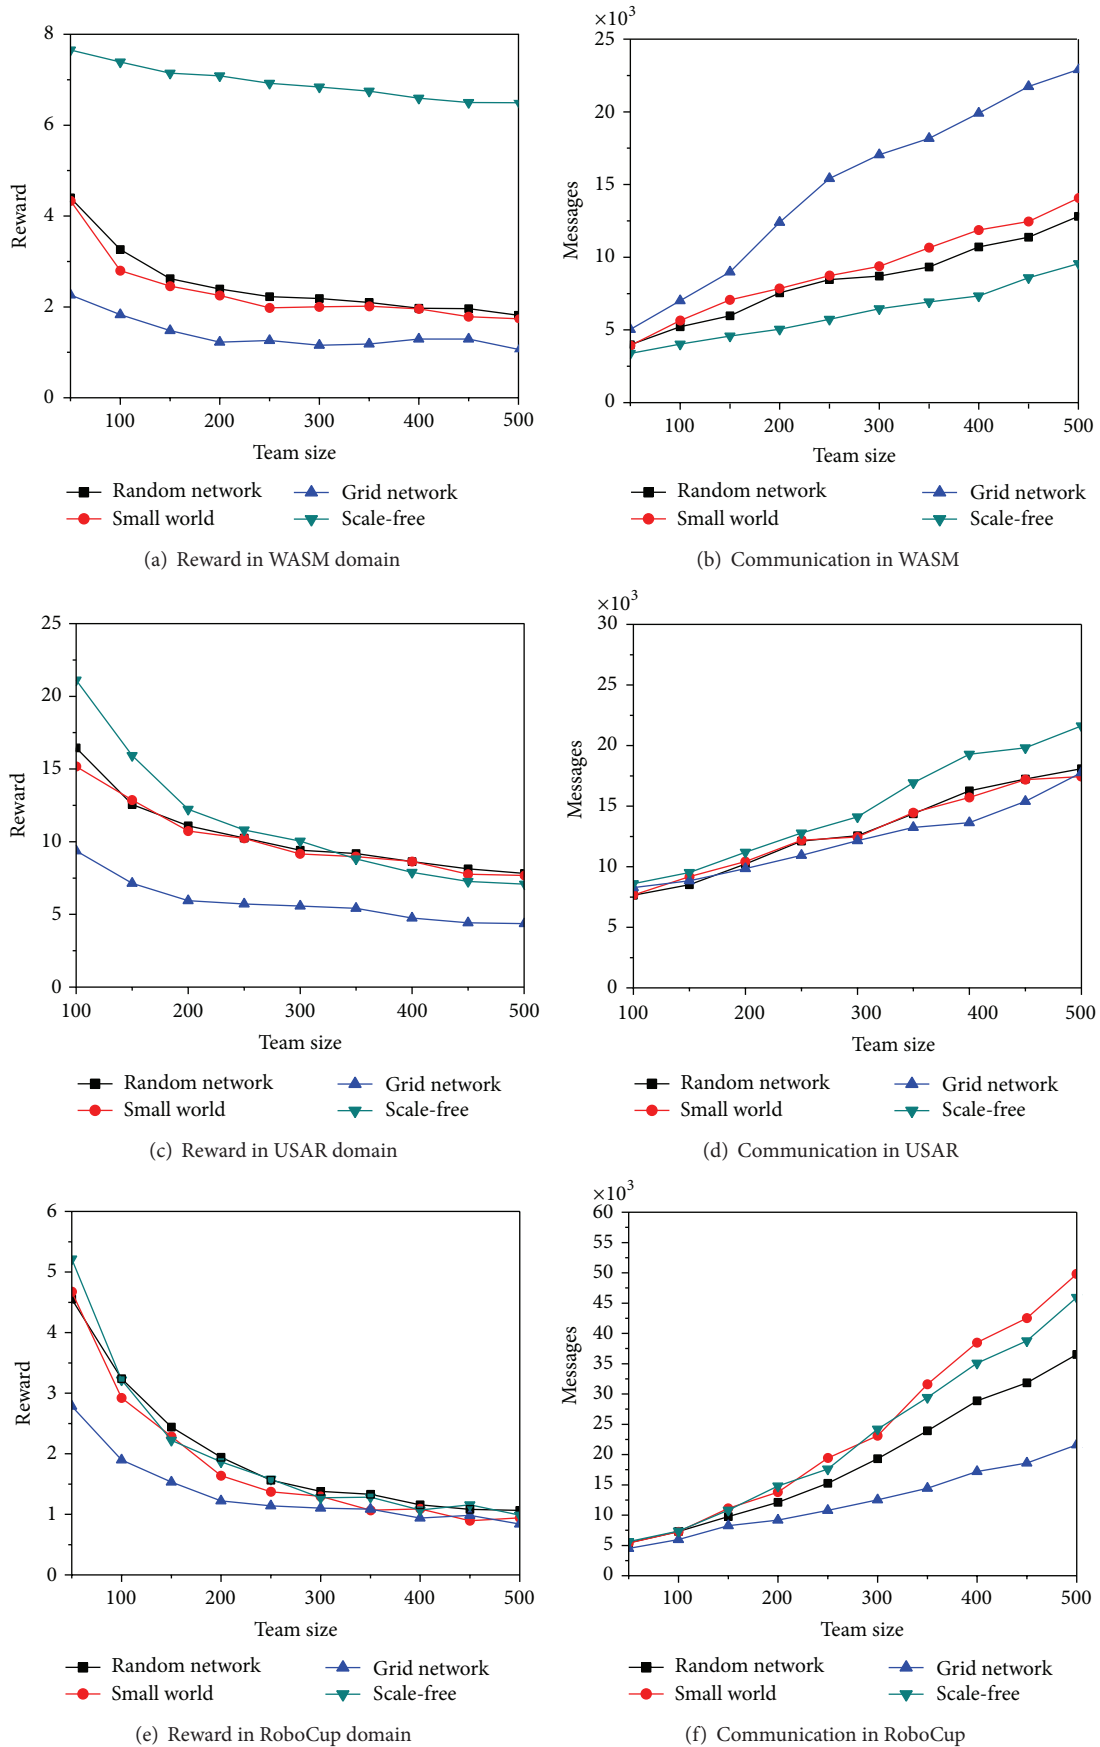 8
6
4
2
0
Reward
100 200 300 400 500
Team size
Random network Grid network
Small world Scale-free
(a) Reward in WASM domain
×10³
25
20
15
10
5
0
Messages
100 200 300 400 500
Team size
Random network Grid network
Small world Scale-free
(b) Communication in WASM
25
20
15
10
5
0
Reward
100 200 300 400 500
Team size
Random network Grid network
Small world Scale-free
(c) Reward in USAR domain
×10³
30
25
20
15
10
5
0
Messages
100 200 300 400 500
Team size
Random network Grid network
Small world Scale-free
(d) Communication in USAR
6
5
4
3
2
1
0
Reward
100 200 300 400 500
Team size
Random network Grid network
Small world Scale-free
(e) Reward in RoboCup domain
×10³
60
55
50
45
40
35
30
25
20
15
10
5
0
Messages
100 200 300 400 500
Team size
Random network Grid network
Small world Scale-free
(f) Communication in RoboCup